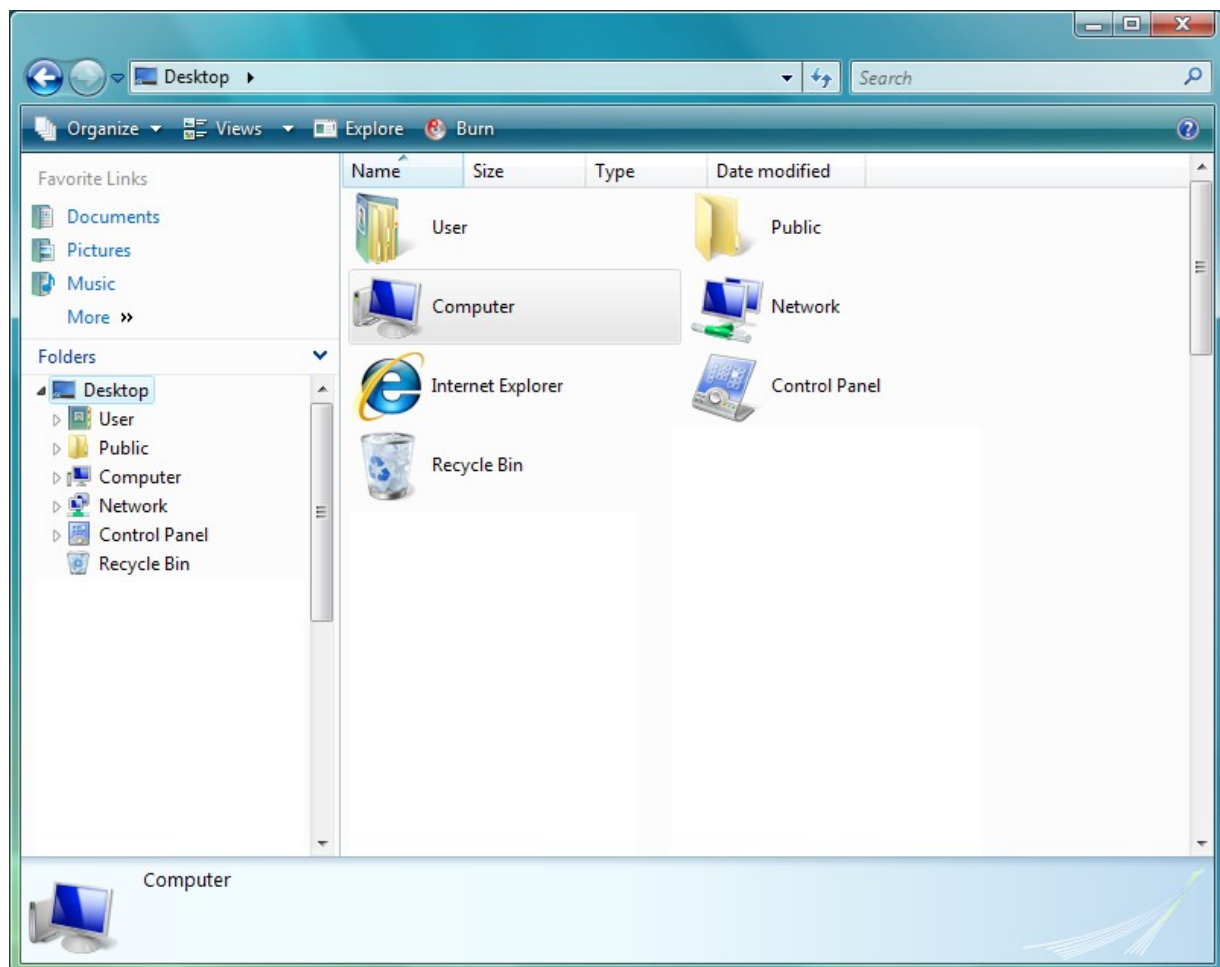 Desktop
Search
Organize Views Explore Burn
Favorite Links
Documents
Pictures
Music
More »
Folders
Desktop
User
Public
Computer
Network
Control Panel
Recycle Bin
Name Size Type Date modified
User Public
Computer Network
Internet Explorer Control Panel
Recycle Bin
Computer